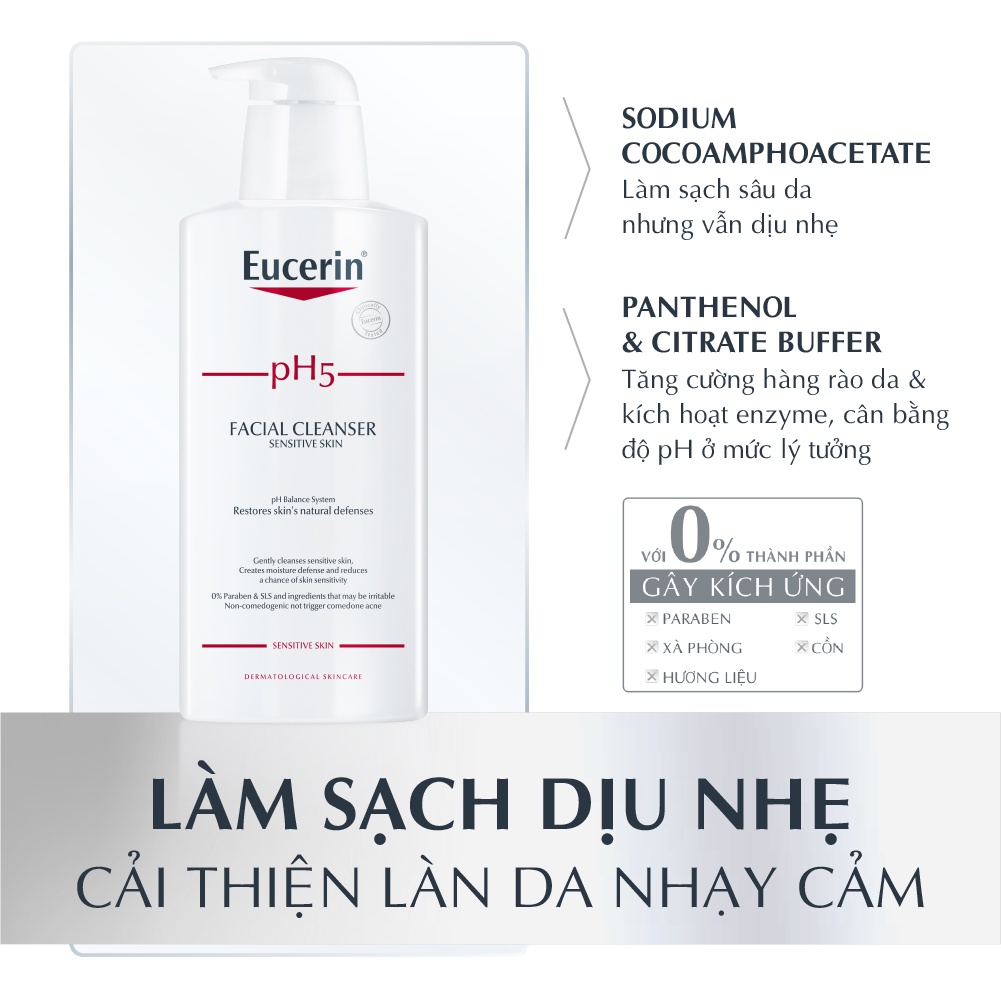 Eucerin®
Clinically
Eucerin
Tested
pH5
FACIAL CLEANSER
SENSITIVE SKIN
pH Balance System
Restores skin's natural defenses
Gently cleanses sensitive skin,
Creates moisture defense and reduces
a chance of skin sensitivity
0% Paraben & SLS and ingredients that may be irritable
Non-comedogenic not trigger comedone acne
SENSITIVE SKIN
DERMATOLOGICAL SKINCARE
SODIUM
COCOAMPHOACETATE
Làm sạch sâu da
nhưng vẫn dịu nhẹ
PANTHENOL
& CITRATE BUFFER
Tăng cường hàng rào da &
kích hoạt enzyme, cân bằng
độ pH ở mức lý tưởng
VỚI 0% THÀNH PHẦN
GÂY KÍCH ỨNG
PARABEN SLS
XÀ PHÒNG CỒN
HƯƠNG LIỆU
LÀM SẠCH DỊU NHẸ
CẢI THIỆN LÀN DA NHẠY CẢM